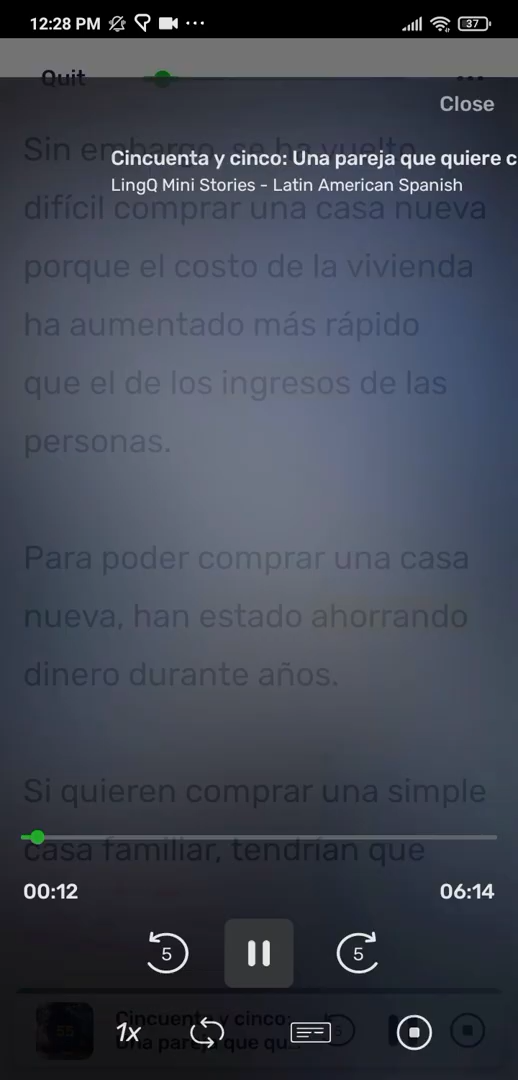 12:28 PM
37
Quit
Close
Sin embargo, se ha vuelto
Cincuenta y cinco: Una pareja que quiere c
LingQ Mini Stories - Latin American Spanish
difícil comprar una casa nueva
porque el costo de la vivienda
ha aumentado más rápido
que el de los ingresos de las
personas.
Para poder comprar una casa
nueva, han estado ahorrando
dinero durante años.
Si quieren comprar una simple
casa familiar, tendrían que
00:12
06:14
5
5
Cincuenta y cinco:
Una pareja que qu...
55
1x
5